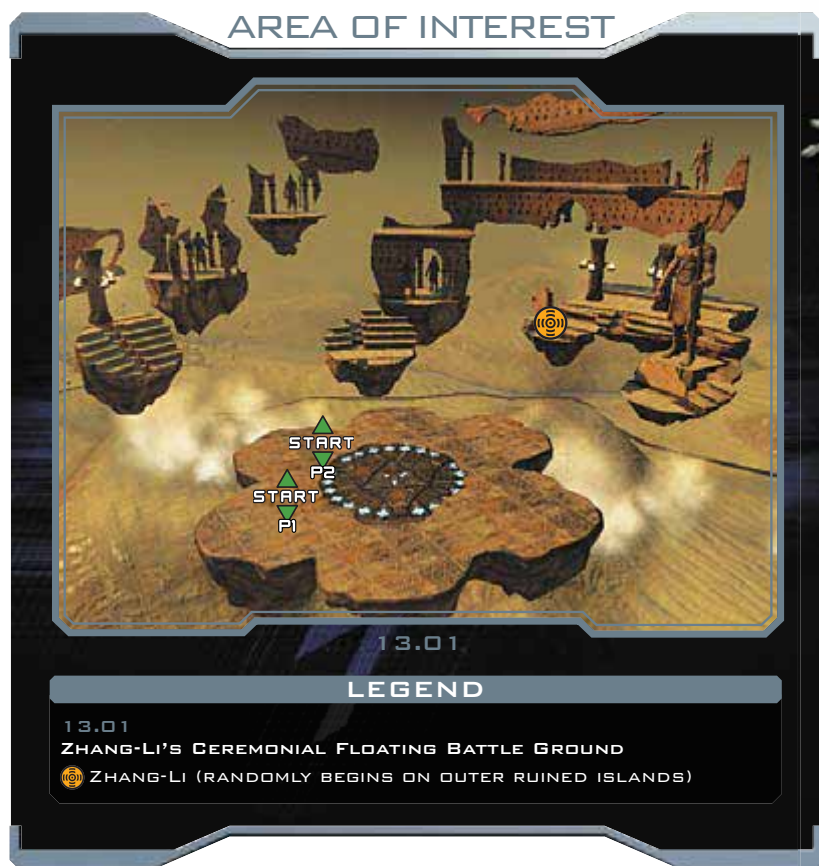 AREA OF INTEREST
START
P2
START
P1
13.01
LEGEND
13.01
Zhang-Li's Ceremonial Floating Battle Ground
Zhang-Li (randomly begins on outer ruined islands)